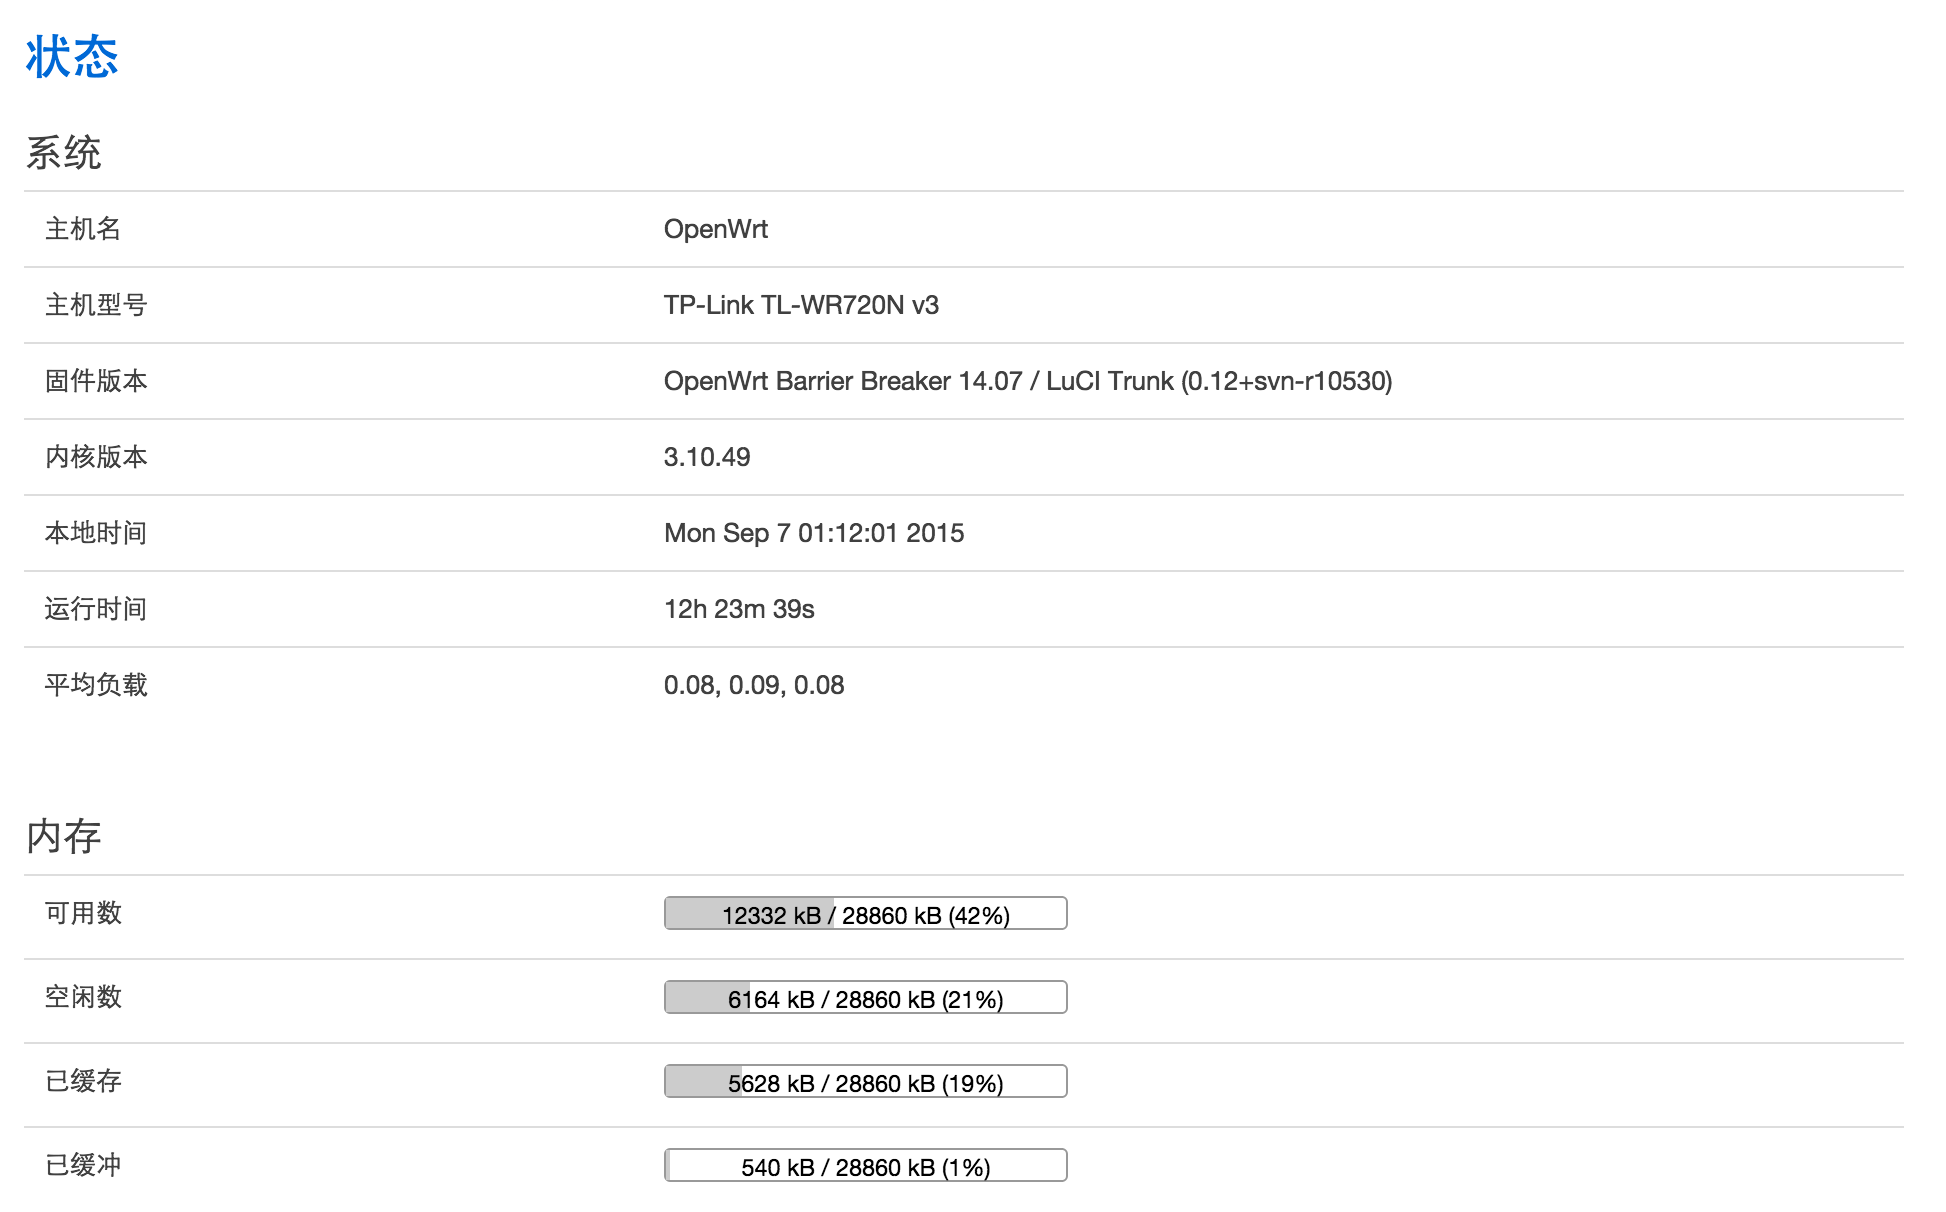 状态
系统
主机名 OpenWrt
主机型号 TP-Link TL-WR720N v3
固件版本 OpenWrt Barrier Breaker 14.07 / LuCI Trunk (0.12+svn-r10530)
内核版本 3.10.49
本地时间 Mon Sep 7 01:12:01 2015
运行时间 12h 23m 39s
平均负载 0.08, 0.09, 0.08
内存
可用数 12332 kB / 28860 kB (42%)
空闲数 6164 kB / 28860 kB (21%)
已缓存 5628 kB / 28860 kB (19%)
已缓冲 540 kB / 28860 kB (1%)